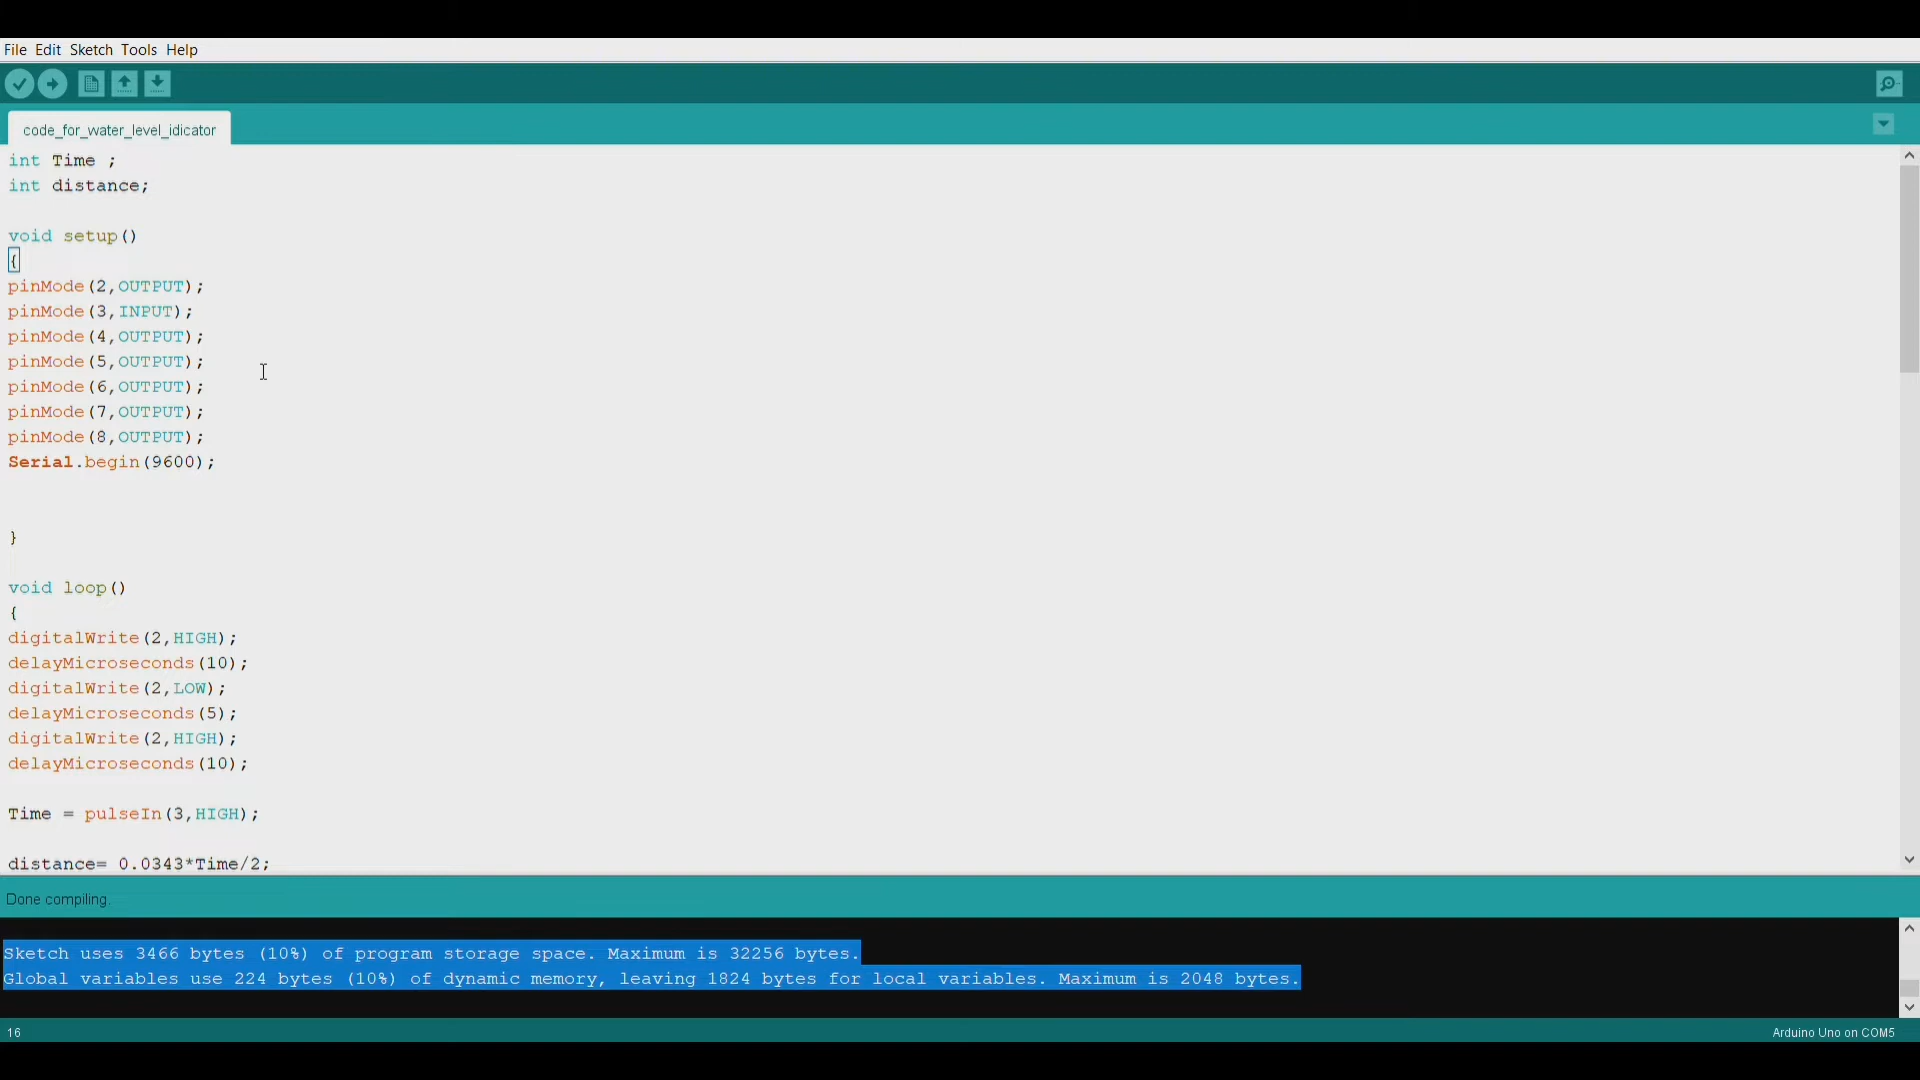 File Edit Sketch Tools Help
code_for_water_level_idicator
int Time ;
int distance;
void setup()
{
pinMode(2,OUTPUT);
pinMode(3,INPUT);
pinMode(4,OUTPUT);
pinMode(5,OUTPUT);
pinMode(6,OUTPUT);
pinMode(7,OUTPUT);
pinMode(8,OUTPUT);
Serial.begin(9600);
}
void loop()
{
digitalWrite(2,HIGH);
delayMicroseconds(10);
digitalWrite(2,LOW);
delayMicroseconds(5);
digitalWrite(2,HIGH);
delayMicroseconds(10);
Time = pulseIn(3,HIGH);
distance= 0.0343*Time/2;
Done compiling.
Sketch uses 3466 bytes (10%) of program storage space. Maximum is 32256 bytes.
Global variables use 224 bytes (10%) of dynamic memory, leaving 1824 bytes for local variables. Maximum is 2048 bytes.
16
Arduino Uno on COM5